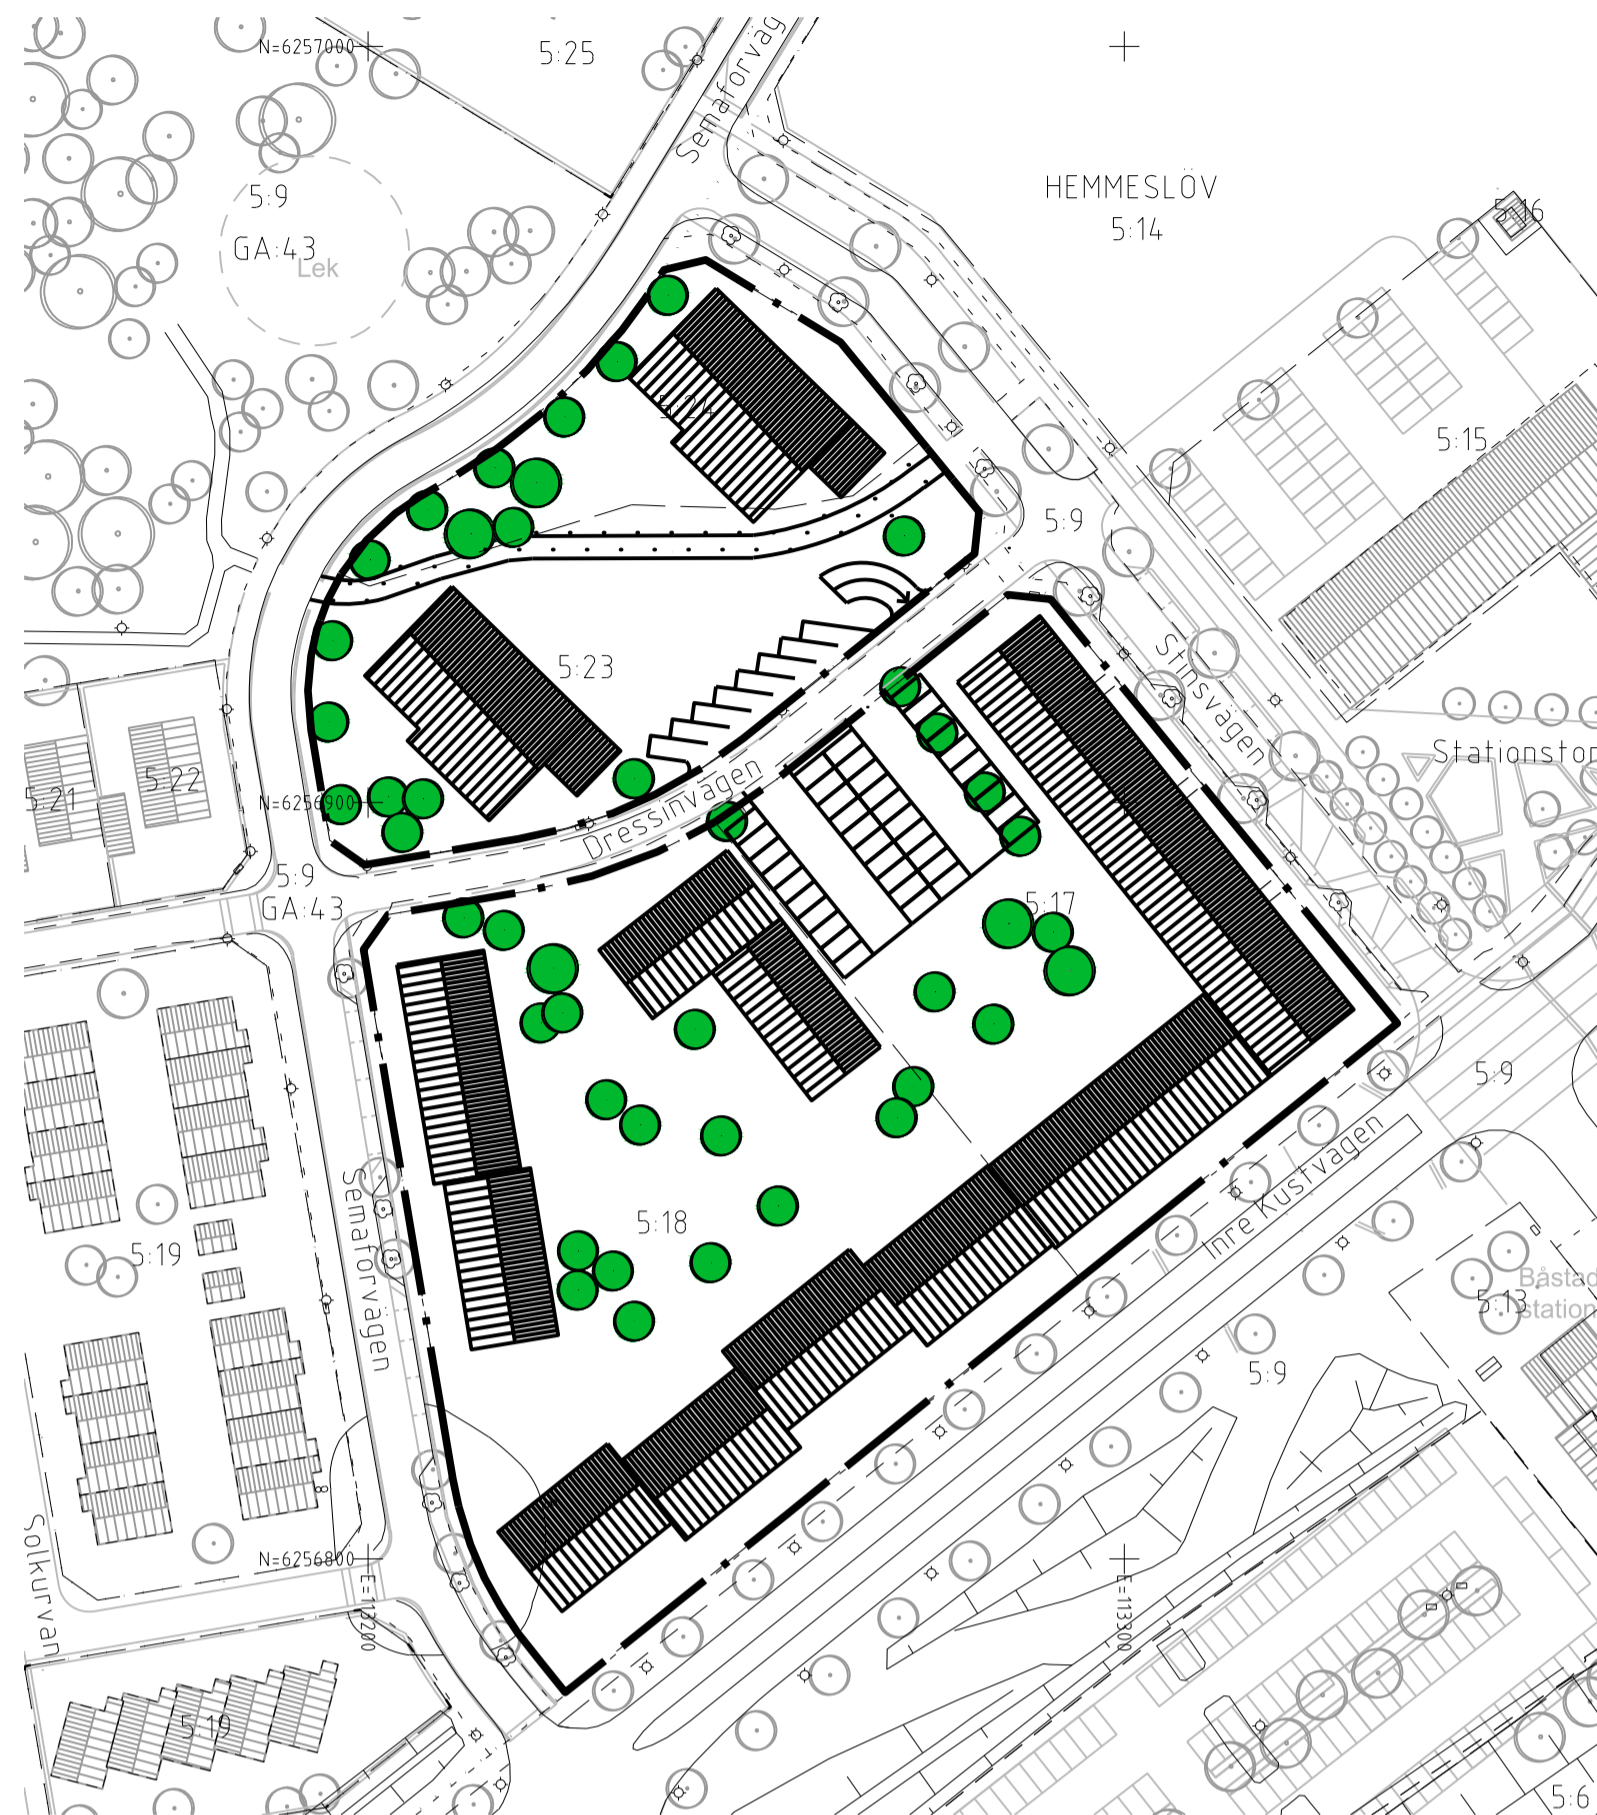 N=6257000
5:25
Semaforväg
HEMMESLÖV
5:14
5:16
5:9
GA:43
Lek
5:24
5:15
5:9
Stinsvägen
5:23
Stationstor
5:21
5:22
N=6256900
Dressinvägen
5:9
GA:43
5:17
5:9
Inre Kustvägen
Semaforvägen
5:18
5:19
Båstad
5:13
station
5:9
8
Solkurvan
N=6256800
E=113200
E=113300
5:19
5:6